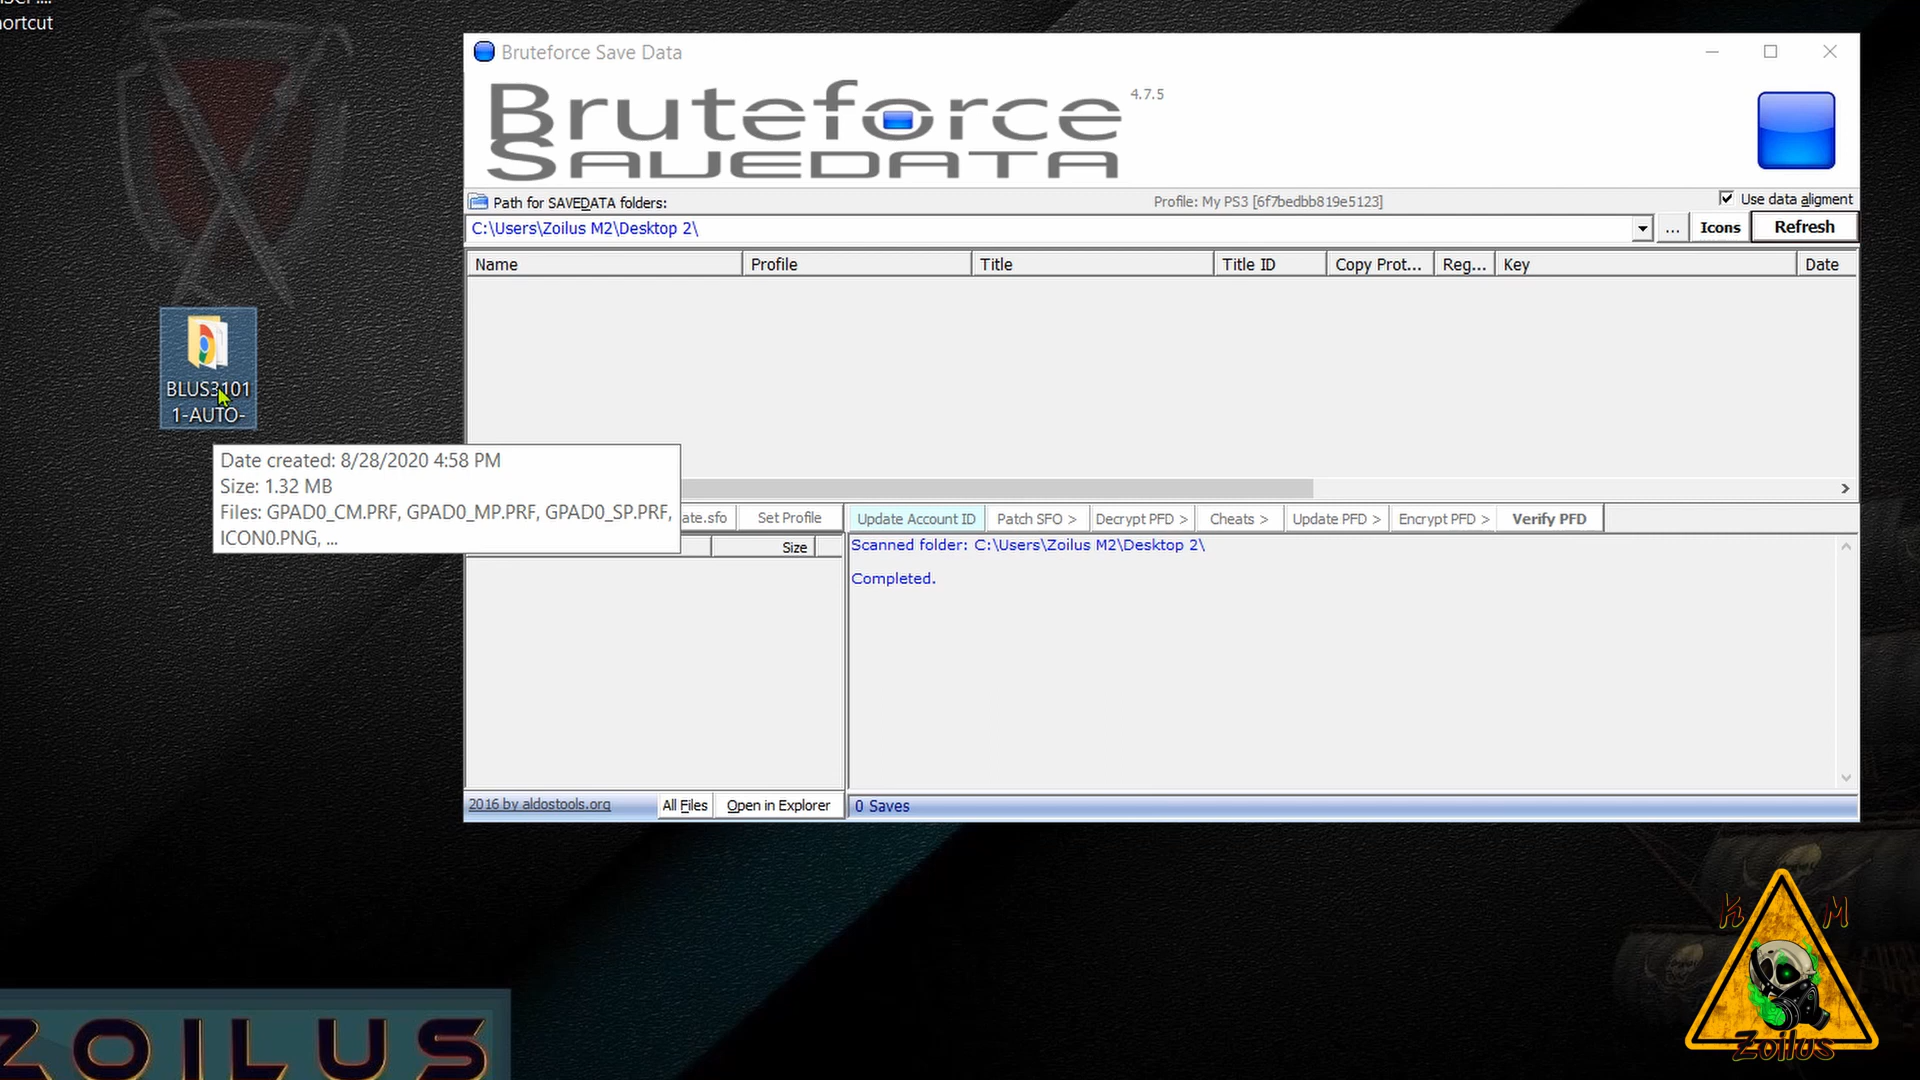 ortcut
Bruteforce Save Data
Bruteforce
SAVEDATA
4.7.5
Path for SAVEDATA folders:
Profile: My PS3 [6f7bedbb819e5123]
Use data aligment
C:\Users\Zoilus M2\Desktop 2\
...
Icons
Refresh
Name
Profile
Title
Title ID
Copy Prot...
Reg...
Key
Date
BLUS3101
1-AUTO-
Date created: 8/28/2020 4:58 PM
Size: 1.32 MB
Files: GPAD0_CM.PRF, GPAD0_MP.PRF, GPAD0_SP.PRF,
ICON0.PNG, ...
ate.sfo
Set Profile
Update Account ID
Patch SFO >
Decrypt PFD >
Cheats >
Update PFD >
Encrypt PFD >
Verify PFD
Size
Scanned folder: C:\Users\Zoilus M2\Desktop 2\
Completed.
2016 by aldostools.org
All Files
Open in Explorer
0 Saves
ZOILUS
M
Zoilus